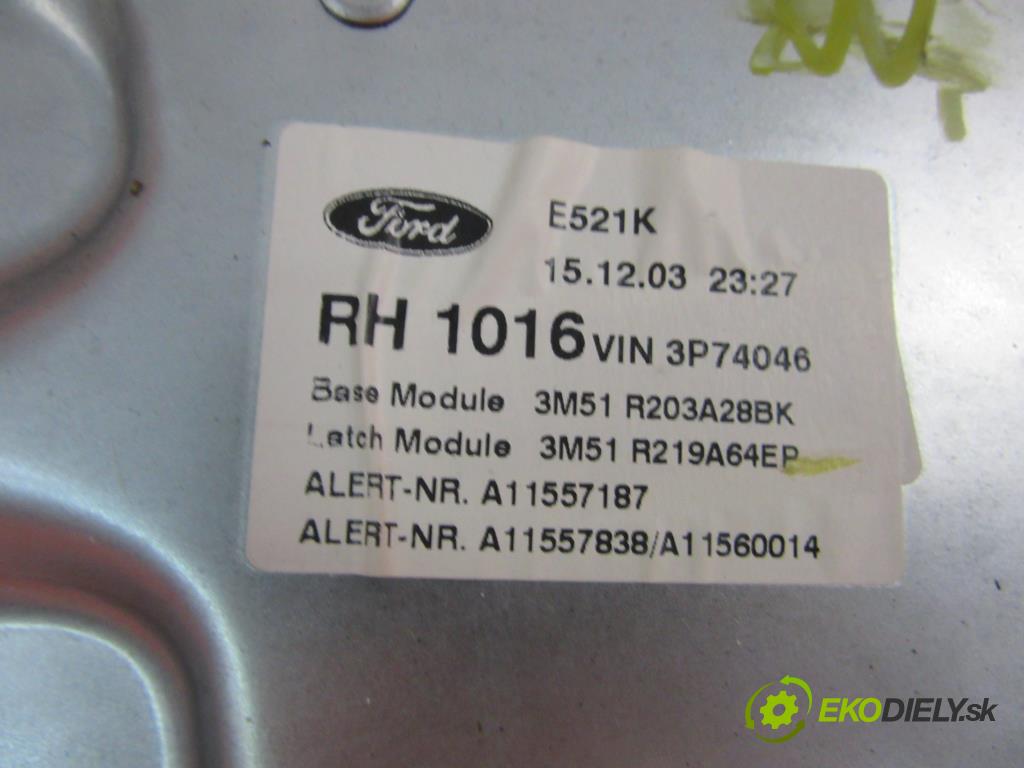 Ford
E521K
15.12.03 23:27
RH 1016 VIN 3P74046
Base Module 3M51 R203A28BK
Latch Module 3M51 R219A64EP
ALERT-NR. A11557187
ALERT-NR. A11557838/A11560014
EKODIELY.sk